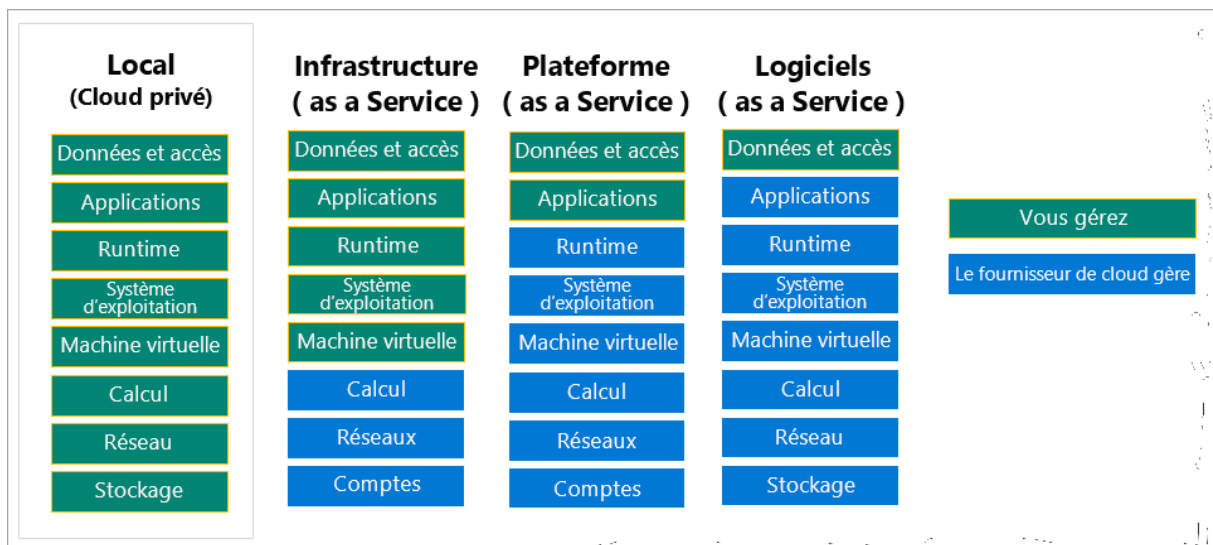 Local
(Cloud privé)
Données et accès
Applications
Runtime
Système
d'exploitation
Machine virtuelle
Calcul
Réseau
Stockage
Infrastructure
( as a Service )
Données et accès
Applications
Runtime
Système
d'exploitation
Machine virtuelle
Calcul
Réseaux
Comptes
Plateforme
( as a Service )
Données et accès
Applications
Runtime
Système
d'exploitation
Machine virtuelle
Calcul
Réseaux
Comptes
Logiciels
( as a Service )
Données et accès
Applications
Runtime
Système
d'exploitation
Machine virtuelle
Calcul
Réseau
Stockage
Vous gérez
Le fournisseur de cloud gère